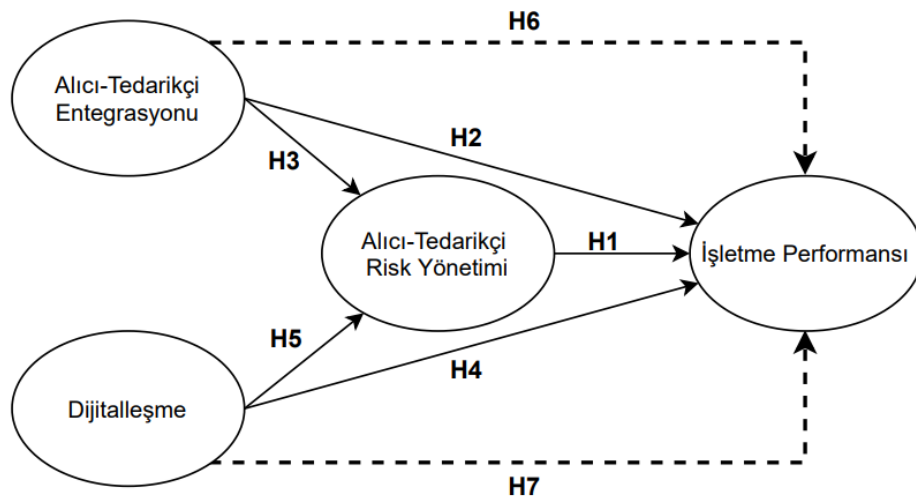 H6
Alıcı-Tedarikçi
Entegrasyonu
H2
H3
Alıcı-Tedarikçi
Risk Yönetimi
H1
İşletme Performansı
H5
H4
Dijitalleşme
H7